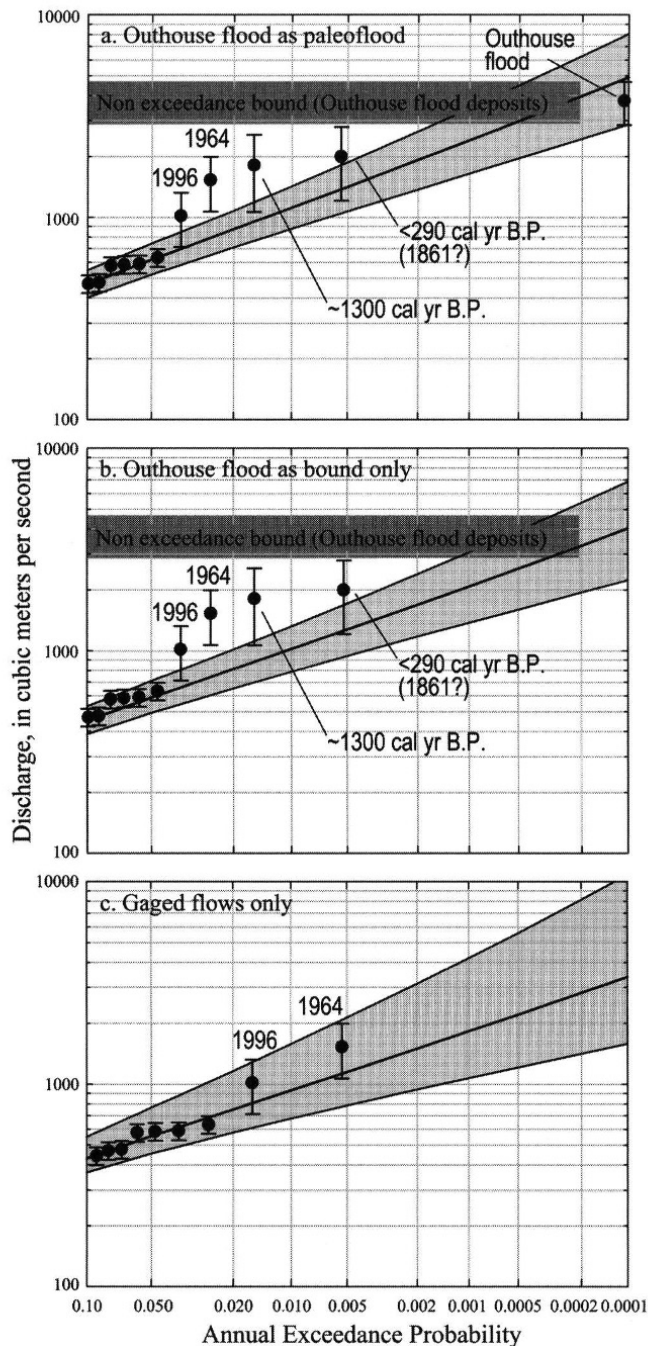 a. Outhouse flood as paleoflood
Outhouse
flood
10000
Non exceedance bound (Outhouse flood deposits)
1964
1996
1000
<290 cal yr B.P.
(1861?)
~1300 cal yr B.P.
100
10000
b. Outhouse flood as bound only
Non exceedance bound (Outhouse flood deposits)
1964
1996
1000
<290 cal yr B.P.
(1861?)
~1300 cal yr B.P.
100
Discharge, in cubic meters per second
10000
c. Gaged flows only
1964
1996
1000
100
0.10 0.050 0.020 0.010 0.005 0.002 0.001 0.0005 0.0002 0.0001
Annual Exceedance Probability